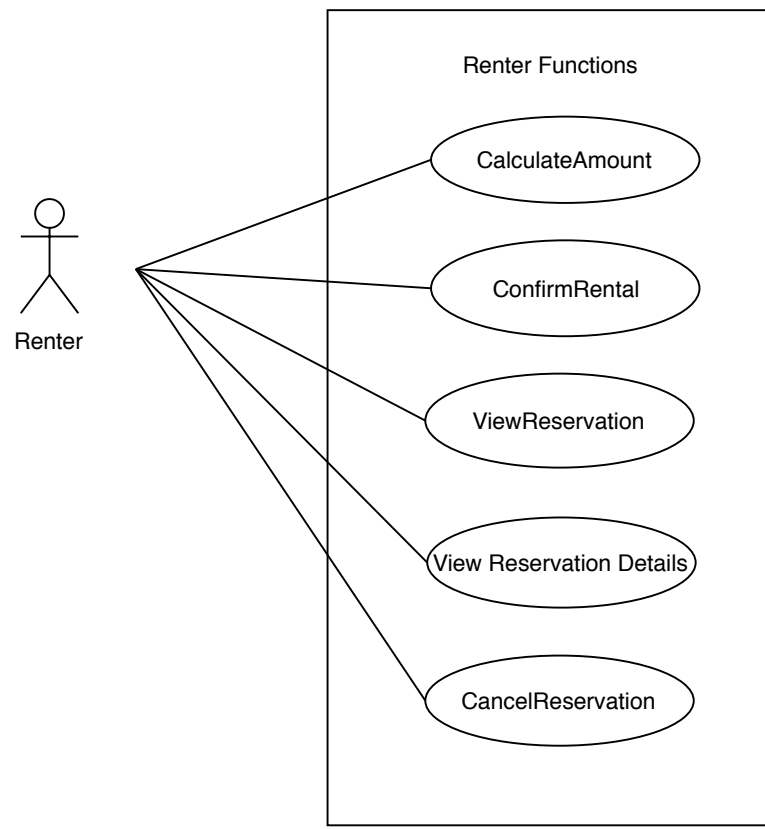 Renter Functions
CalculateAmount
ConfirmRental
Renter
ViewReservation
View Reservation Details
CancelReservation